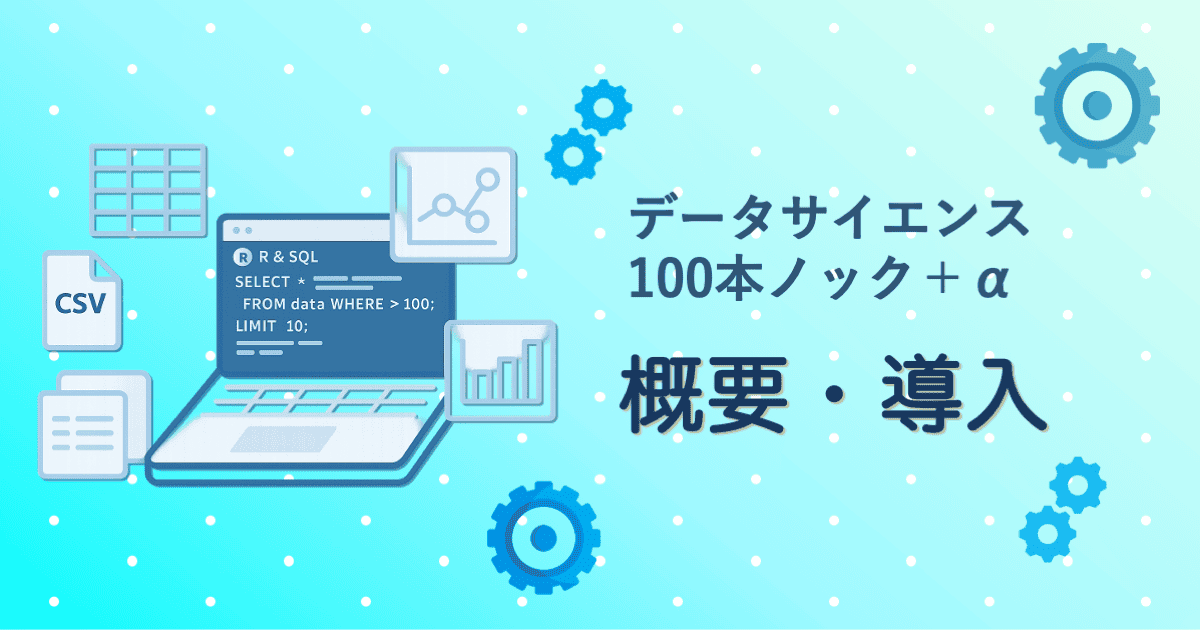 R R & SQL
SELECT *
FROM data WHERE > 100;
LIMIT 10;
CSV
データサイエンス
100本ノック＋α
概要・導入